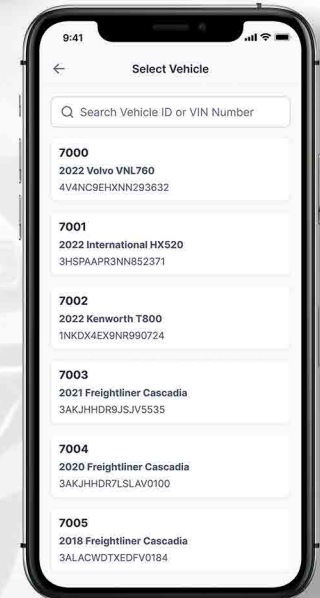 9:41
Select Vehicle
Search Vehicle ID or VIN Number
7000
2022 Volvo VNL760
4V4NC9EHXNN293632
7001
2022 International HX520
3HSPAAPR3NN852371
7002
2022 Kenworth T800
1NKDX4EX9NR990724
7003
2021 Freightliner Cascadia
3AKJHHDR9JSJV5535
7004
2020 Freightliner Cascadia
3AKJHHDR7LSLAV0100
7005
2018 Freightliner Cascadia
3ALACWDTXEDFV0184